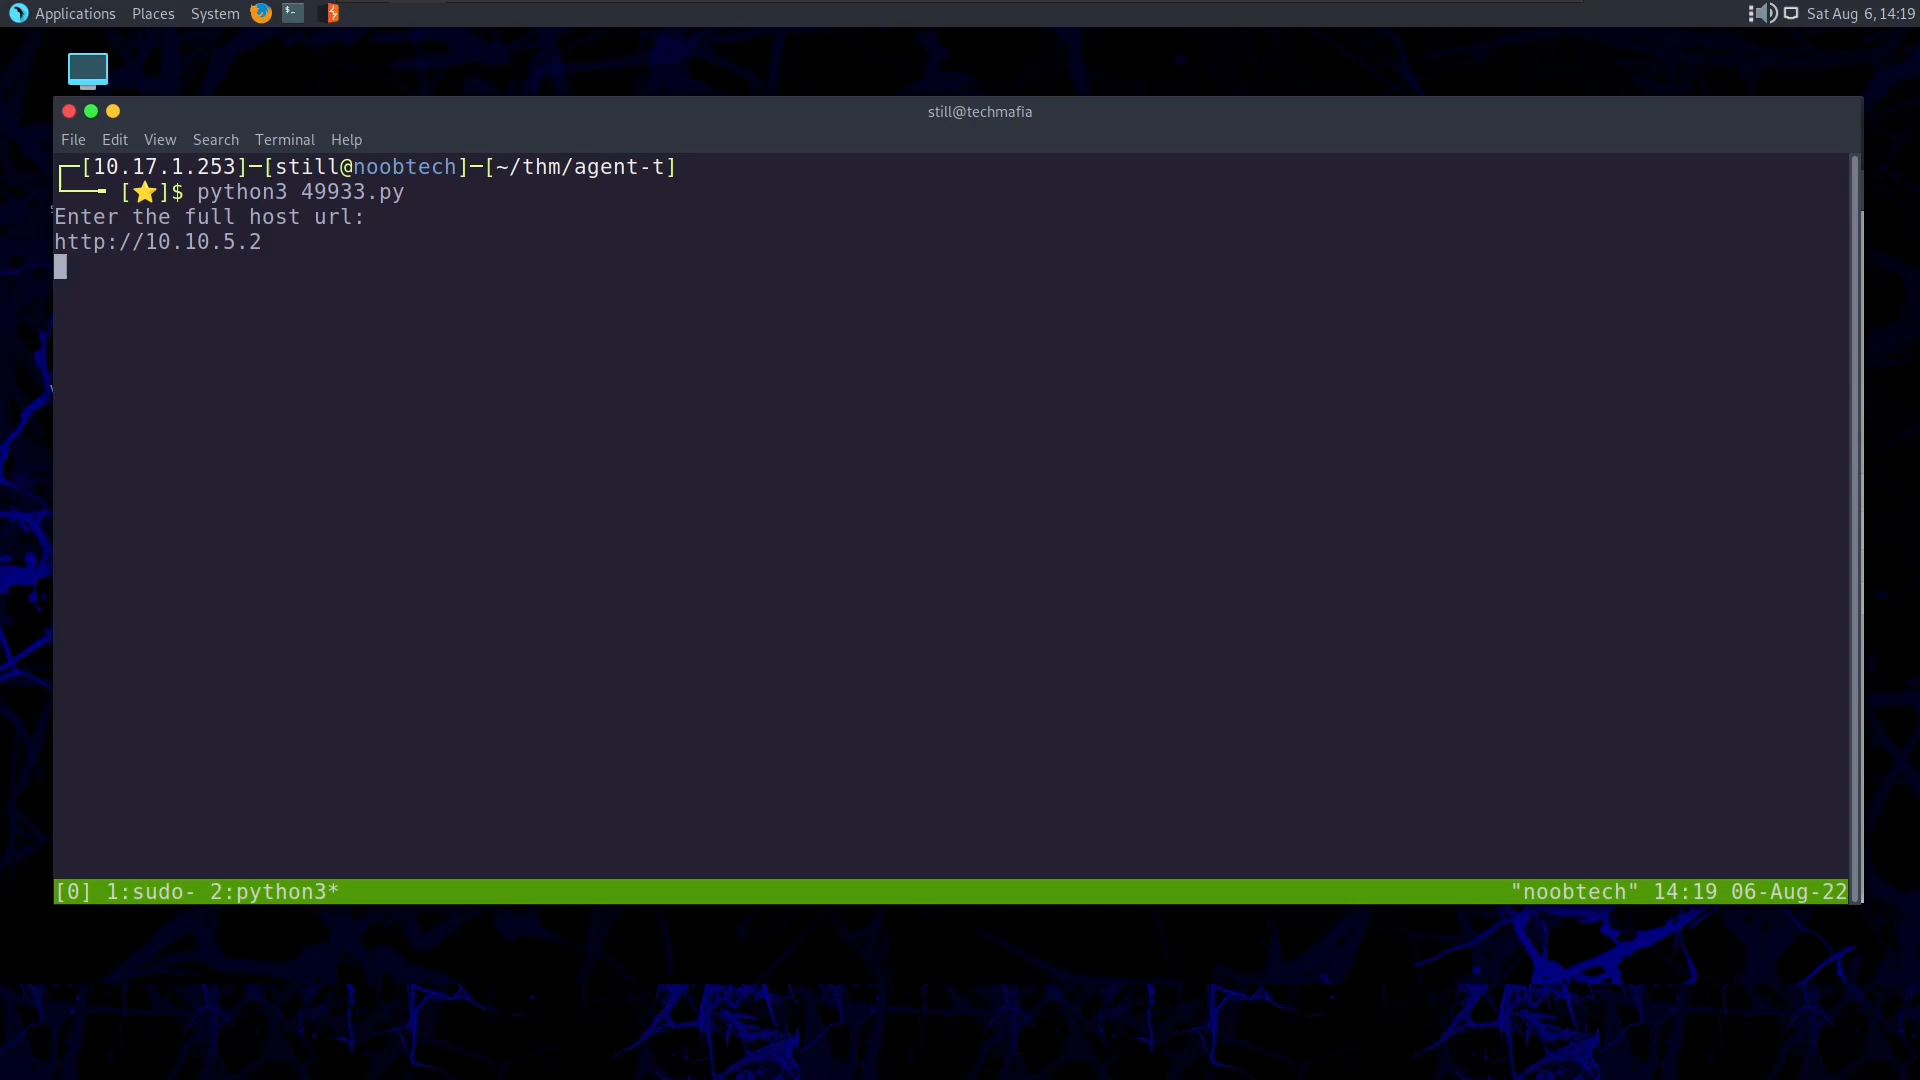 Applications Places System Sat Aug 6, 14:19
still@techmafia
File Edit View Search Terminal Help
┌─[10.17.1.253]─[still@noobtech]─[~/thm/agent-t]
└──╼ [⭐]$ python3 49933.py
Enter the full host url:
http://10.10.5.2
[0] 1:sudo- 2:python3* "noobtech" 14:19 06-Aug-22